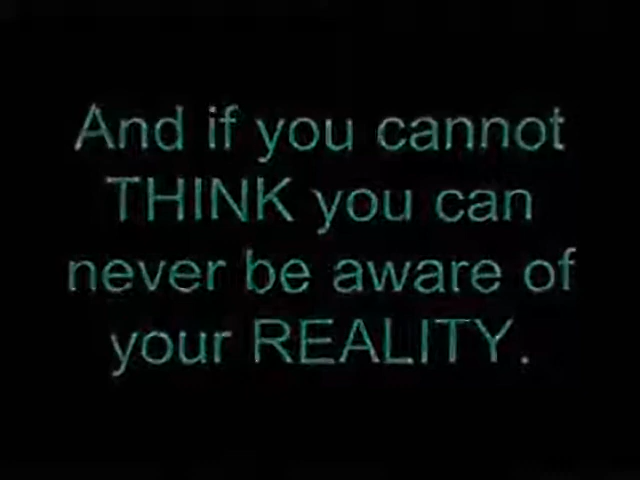 And if you cannot
THINK you can
never be aware of
your REALITY.